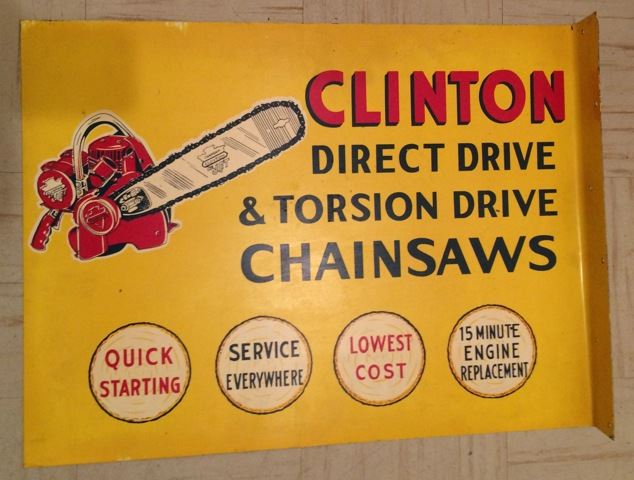 CLINTON
DIRECT DRIVE
& TORSION DRIVE
CHAINSAWS
QUICK
STARTING
SERVICE
EVERYWHERE
LOWEST
COST
15 MINUTE
ENGINE
REPLACEMENT